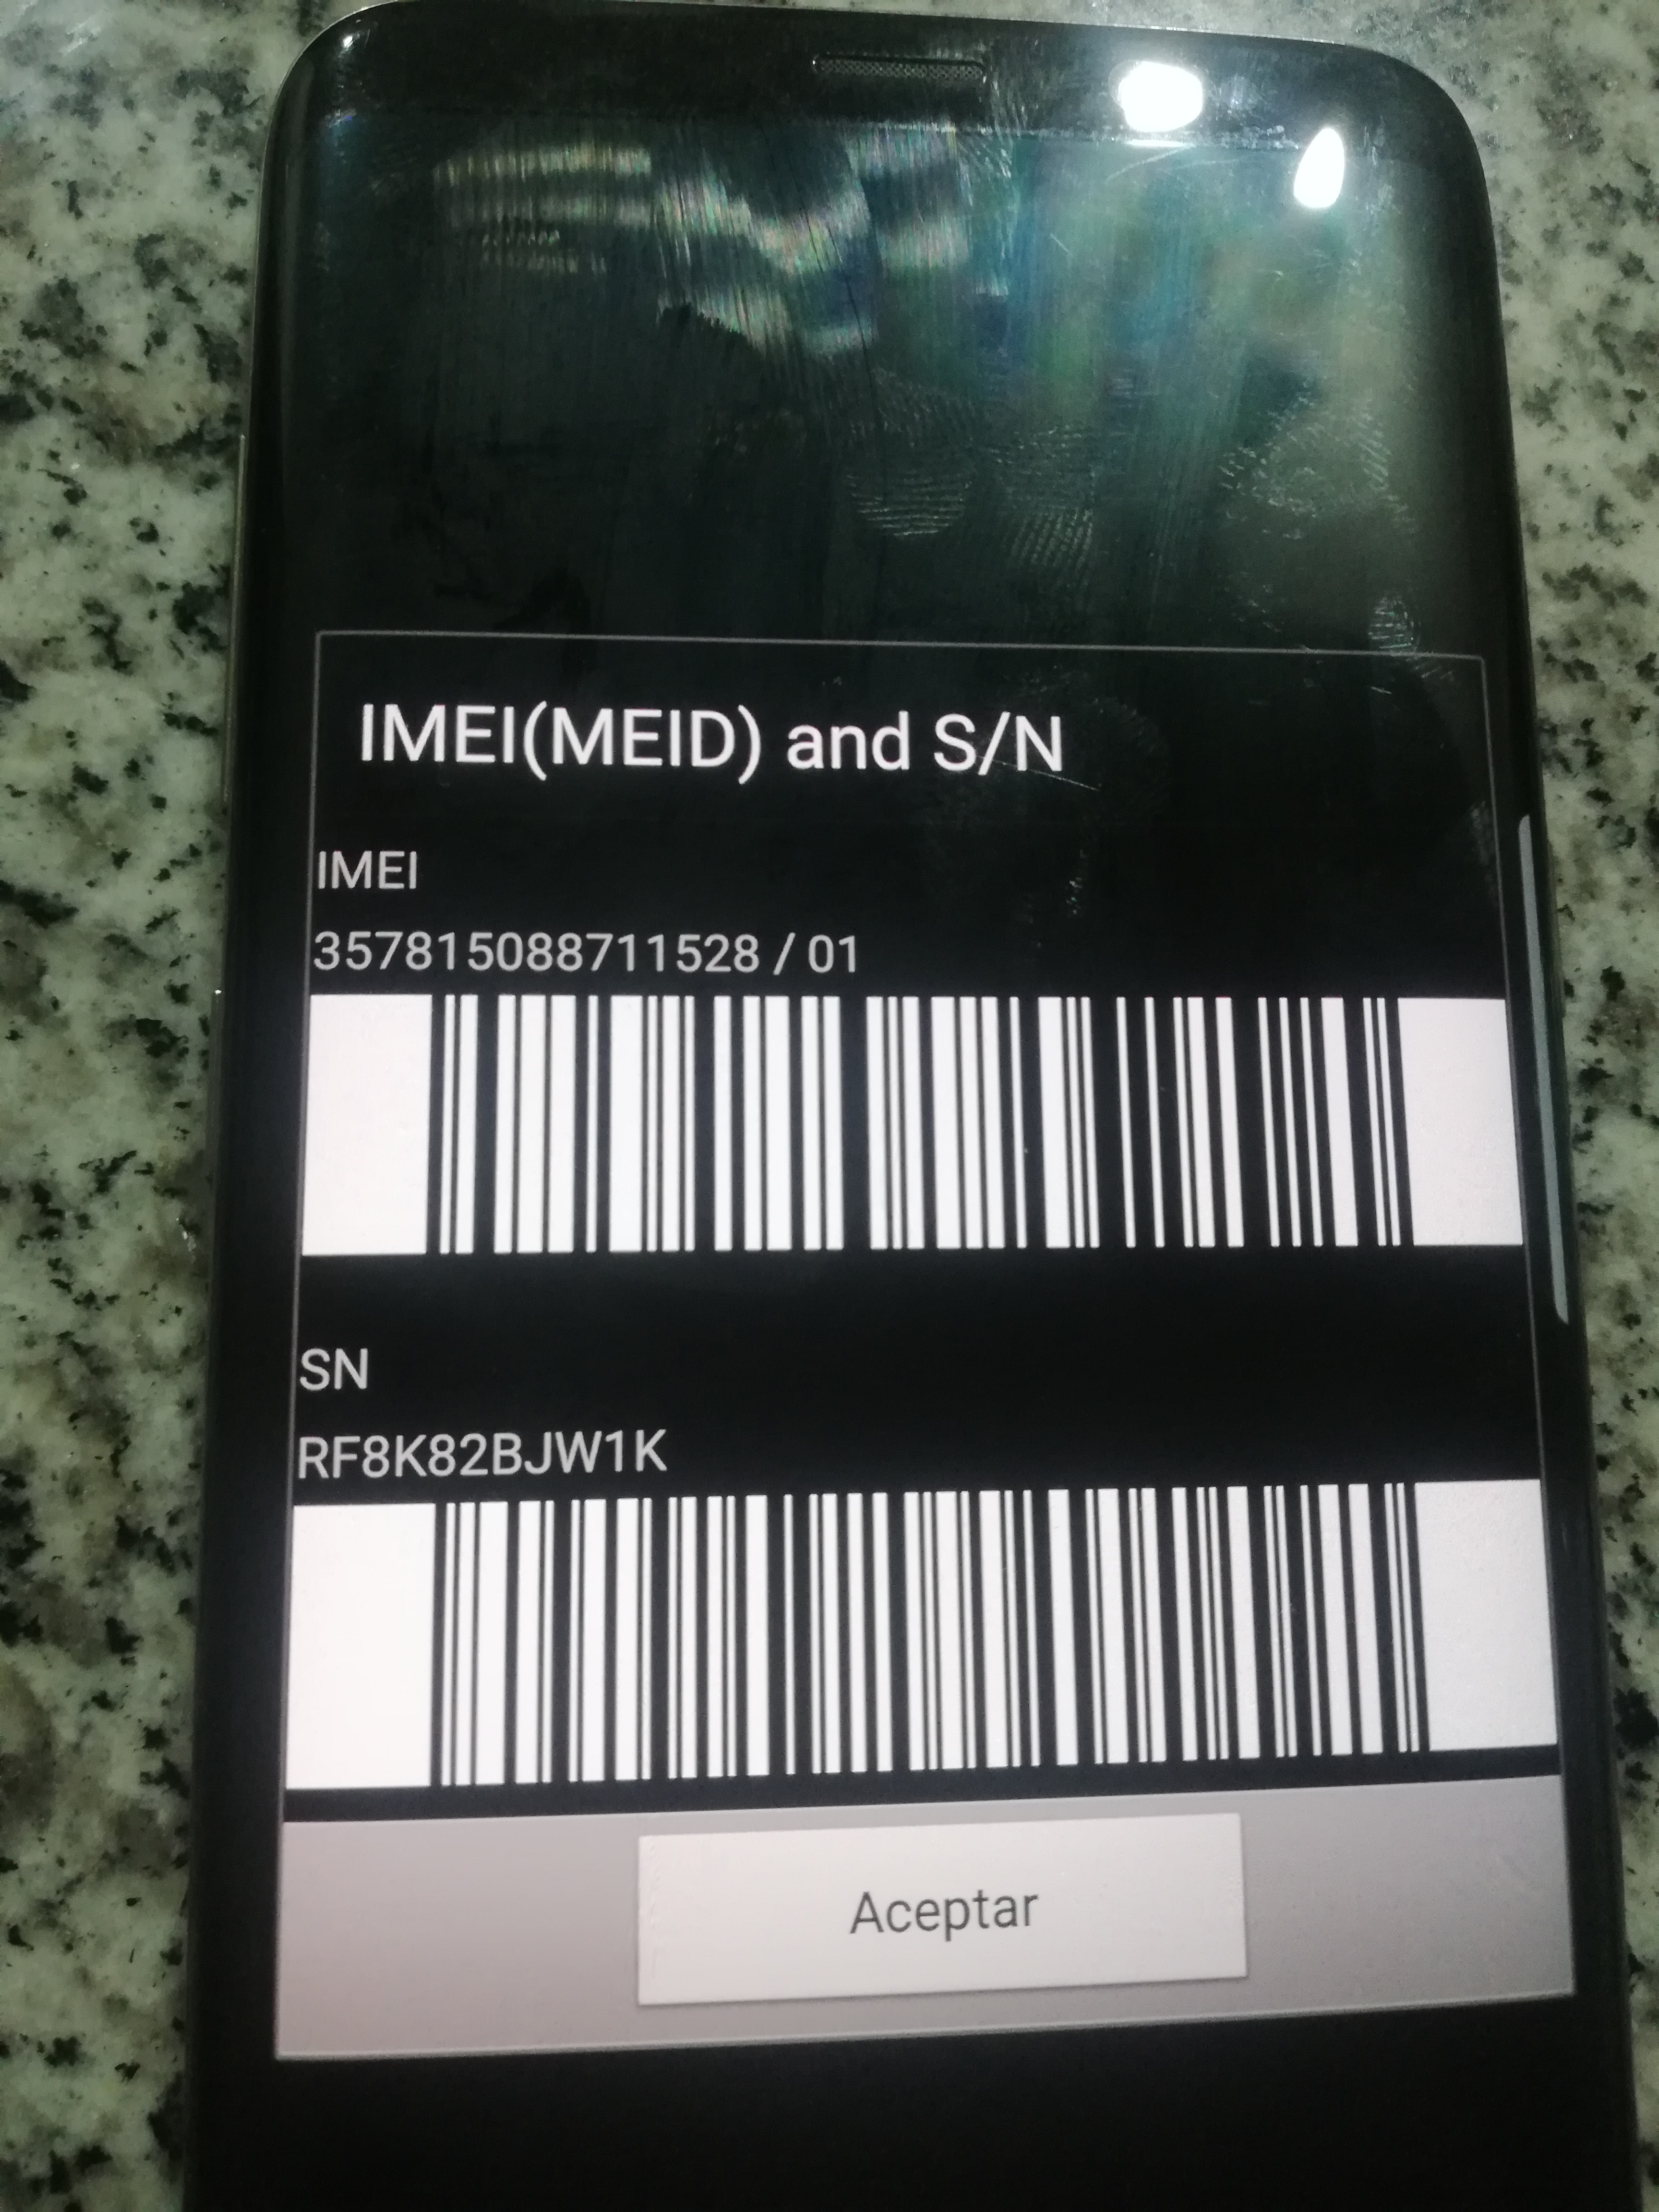 IMEI(MEID) and S/N
IMEI
357815088711528 / 01
SN
RF8K82BJW1K
Aceptar